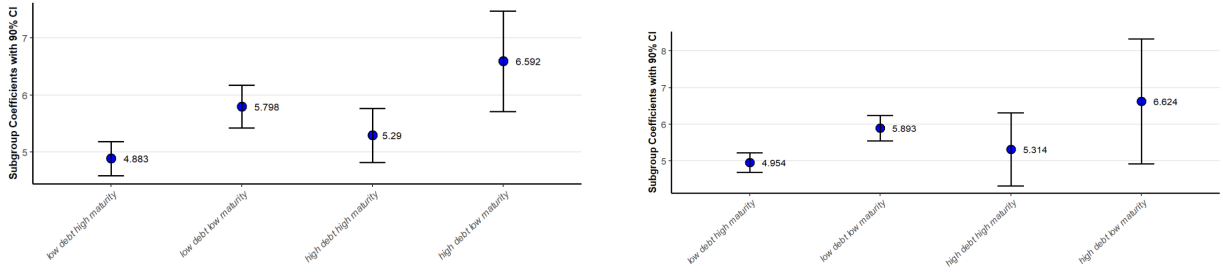 Subgroup Coefficients with 90% CI
7
6
5
4.883
5.798
5.29
6.592
low debt high maturity
low debt low maturity
high debt high maturity
high debt low maturity
Subgroup Coefficients with 90% CI
8
7
6
5
4.954
5.893
5.314
6.624
low debt high maturity
low debt low maturity
high debt high maturity
high debt low maturity